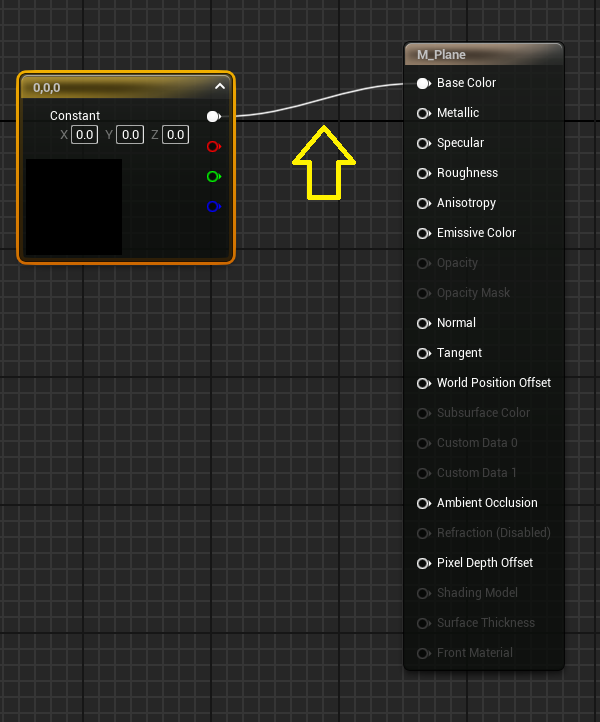 0,0,0
Constant
X 0.0 Y 0.0 Z 0.0
M_Plane
Base Color
Metallic
Specular
Roughness
Anisotropy
Emissive Color
Opacity
Opacity Mask
Normal
Tangent
World Position Offset
Subsurface Color
Custom Data 0
Custom Data 1
Ambient Occlusion
Refraction (Disabled)
Pixel Depth Offset
Shading Model
Surface Thickness
Front Material